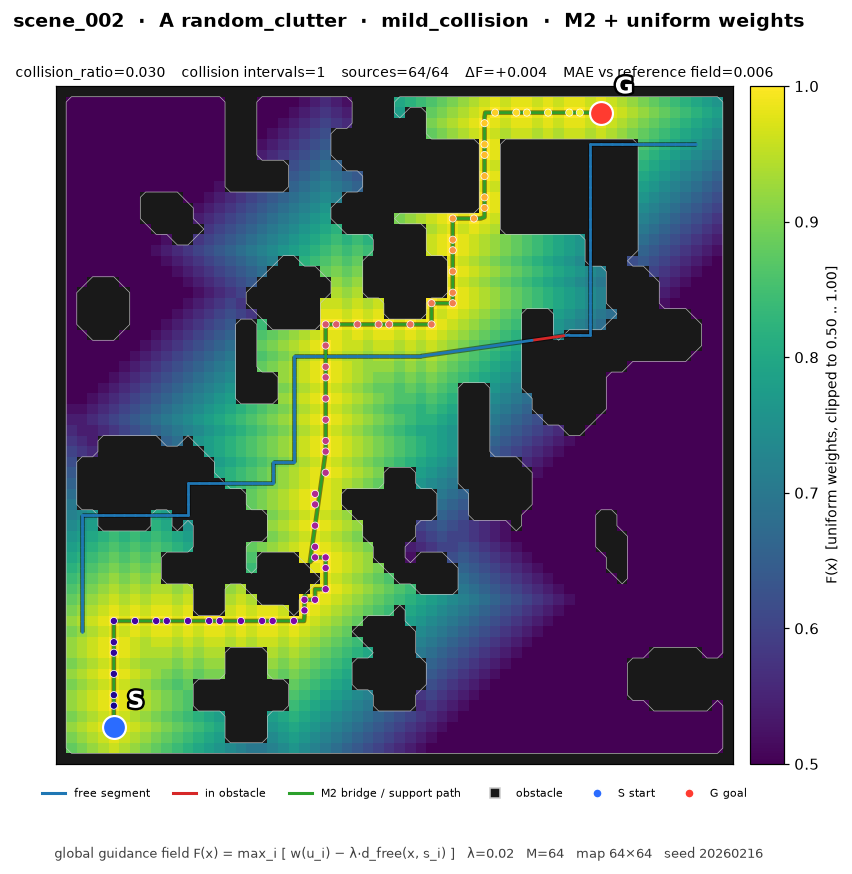 scene_002 · A random_clutter · mild_collision · M2 + uniform weights
collision_ratio=0.030 collision intervals=1 sources=64/64 ΔF=+0.004 MAE vs reference field=0.006
G
S
1.0
0.9
0.8
0.7
0.6
0.5
F(x) [uniform weights, clipped to 0.50 .. 1.00]
free segment
in obstacle
M2 bridge / support path
obstacle
S start
G goal
global guidance field F(x) = max_i [ w(u_i) − λ·d_free(x, s_i) ] λ=0.02 M=64 map 64×64 seed 20260216